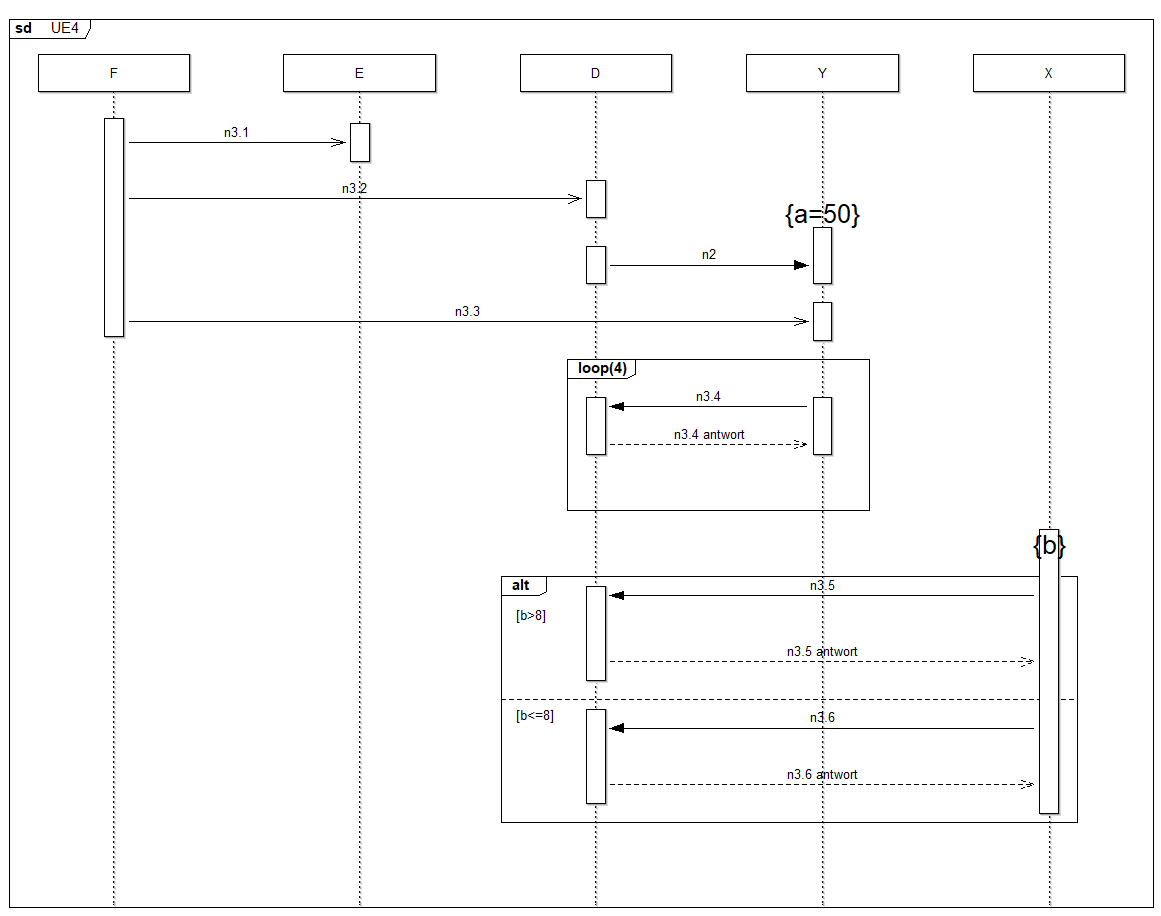 sd UE4
F
E
D
Y
X
n3.1
n3.2
{a=50}
n2
n3.3
loop(4)
n3.4
n3.4 antwort
{b}
alt
n3.5
[b>8]
n3.5 antwort
[b<=8]
n3.6
n3.6 antwort